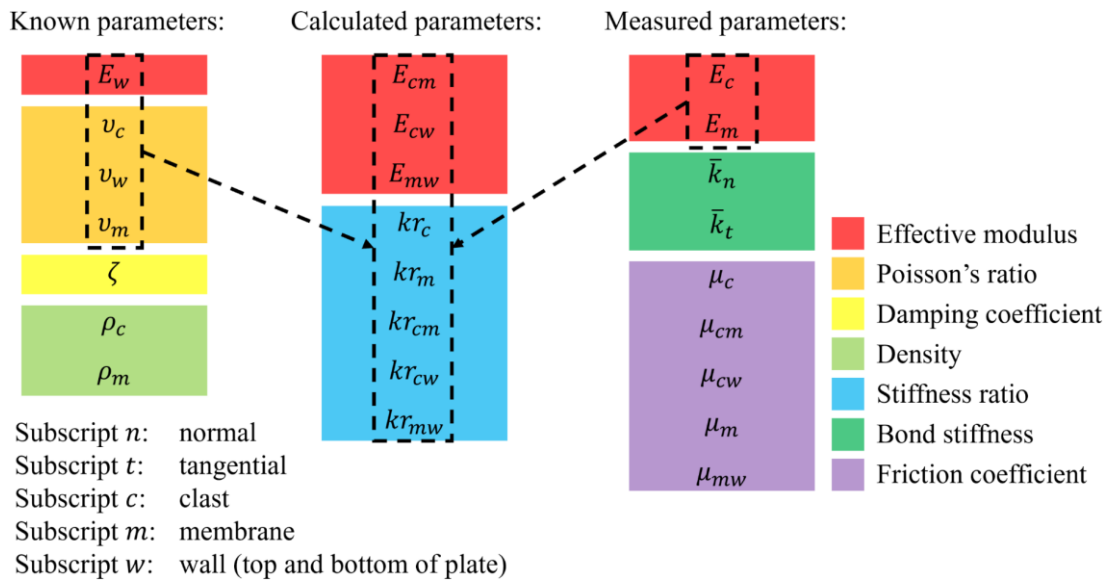 Known parameters:
Calculated parameters:
Measured parameters:
E_w
υ_c
υ_w
υ_m
ζ
ρ_c
ρ_m
E_cm
E_cw
E_mw
kr_c
kr_m
kr_cm
kr_cw
kr_mw
E_c
E_m
k̄_n
k̄_t
μ_c
μ_cm
μ_cw
μ_m
μ_mw
Effective modulus
Poisson's ratio
Damping coefficient
Density
Stiffness ratio
Bond stiffness
Friction coefficient
Subscript n: normal
Subscript t: tangential
Subscript c: clast
Subscript m: membrane
Subscript w: wall (top and bottom of plate)